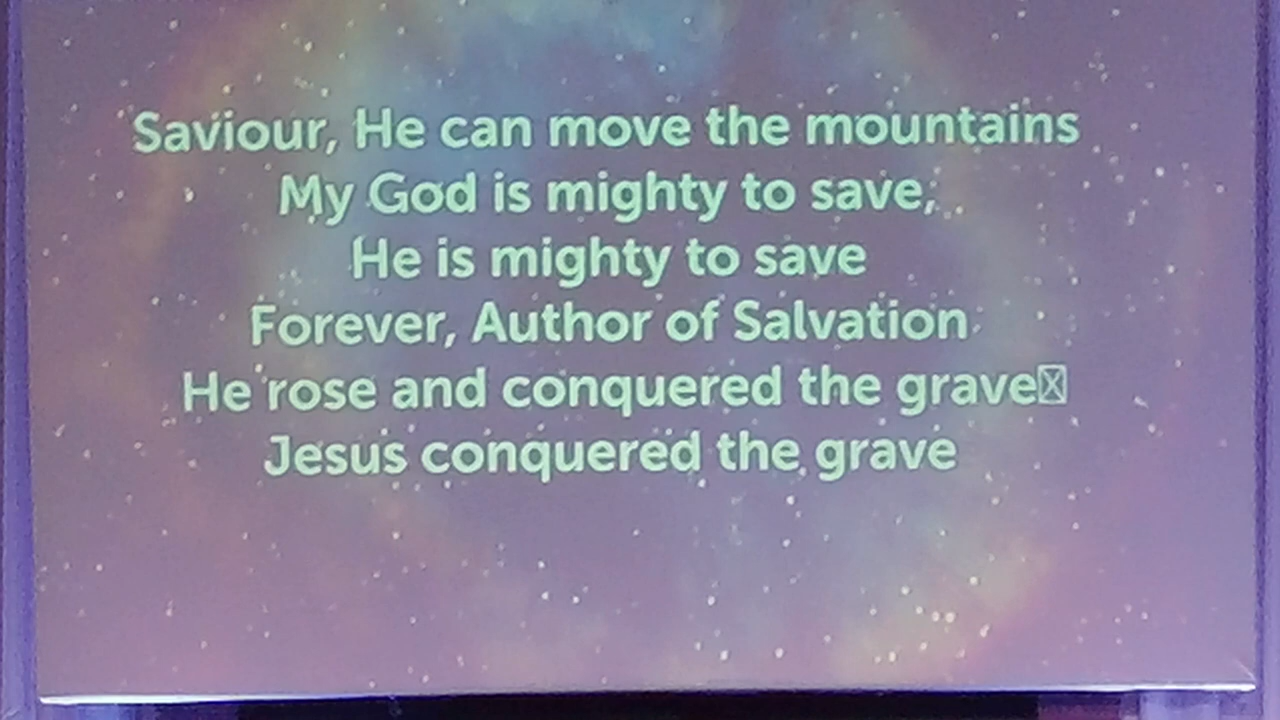 Saviour, He can move the mountains
My God is mighty to save,
He is mighty to save
Forever, Author of Salvation
He rose and conquered the grave
Jesus conquered the grave